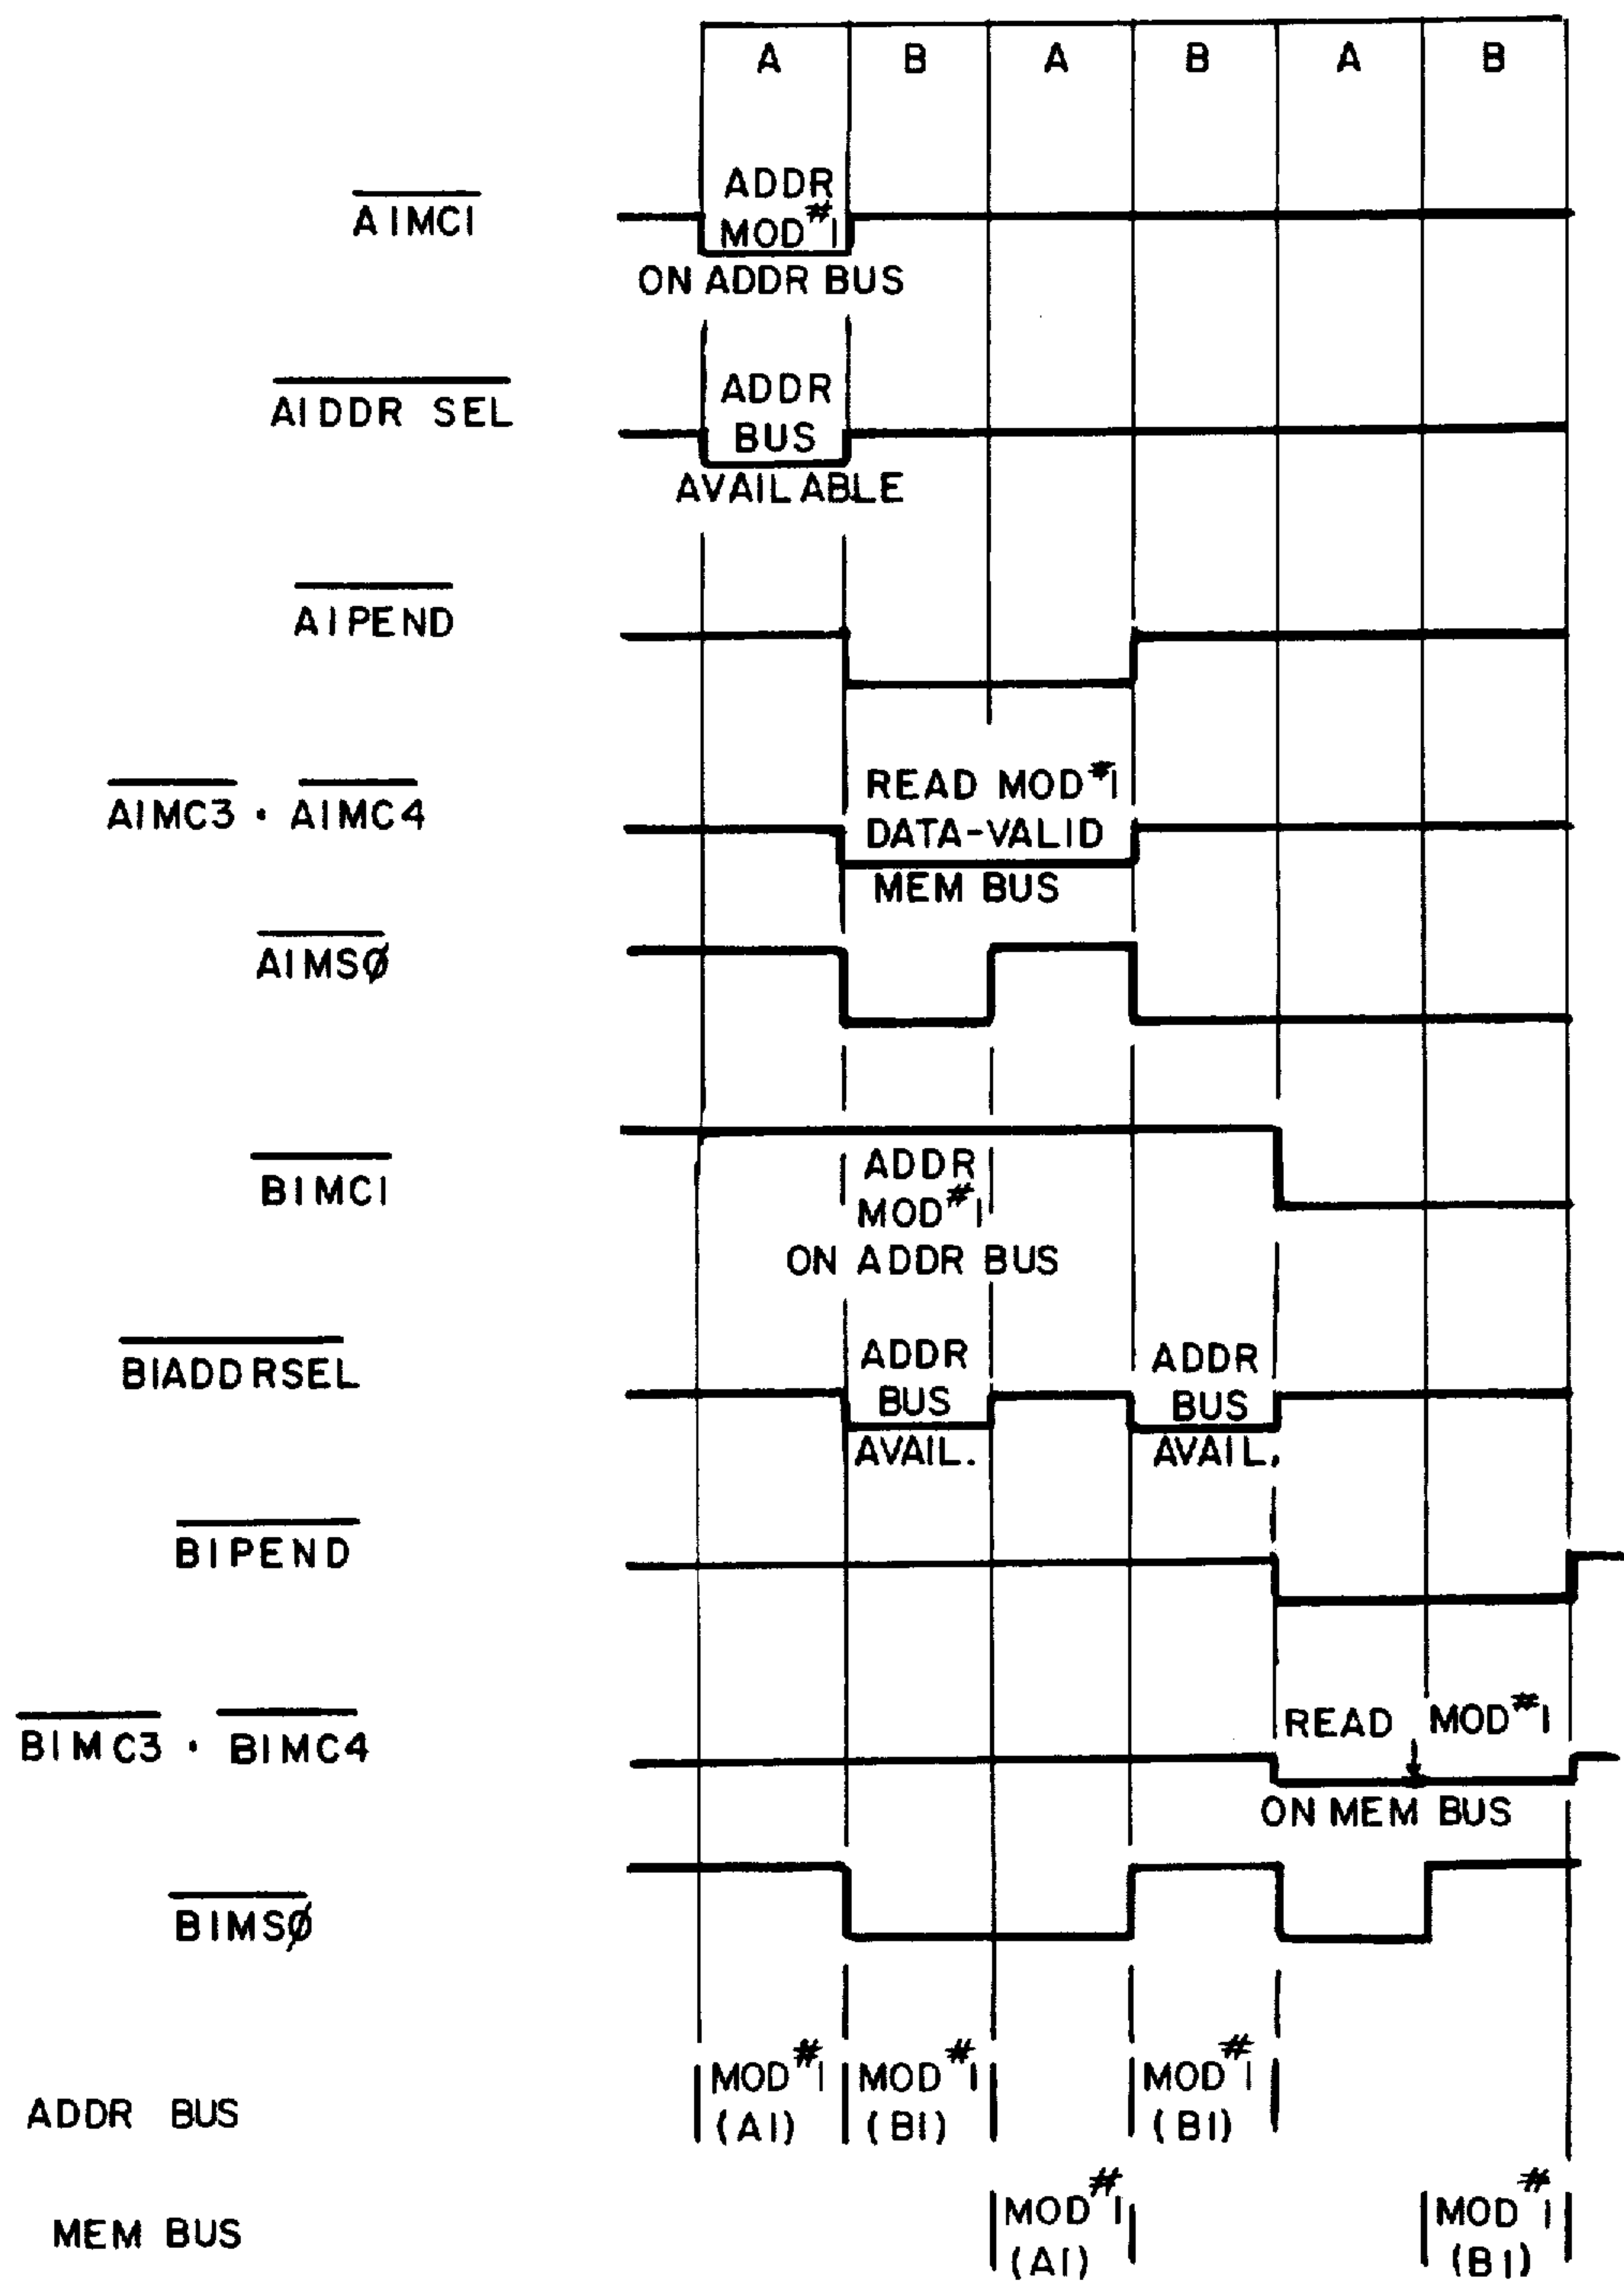 A B A B A B
ADDR
A1MC1
MOD#1
ON ADDR BUS
ADDR
A1DDR SEL
BUS
AVAILABLE
A1PEND
READ MOD#1
A1MC3 · A1MC4
DATA-VALID
MEM BUS
A1MSØ
ADDR
B1MC1
MOD#1
ON ADDR BUS
ADDR ADDR
B1ADDRSEL
BUS BUS
AVAIL. AVAIL.
B1PEND
READ MOD#1
B1MC3 · B1MC4
ON MEM BUS
B1MSØ
MOD#1 MOD#1 MOD#1
ADDR BUS
(A1) (B1) (B1)
MOD#1 MOD#1
MEM BUS
(A1) (B1)